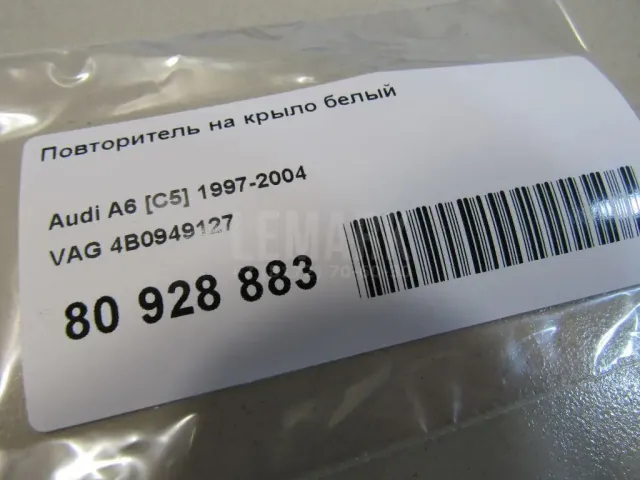 Повторитель на крыло белый
Audi A6 [C5] 1997-2004
VAG 4B0949127
80 928 883